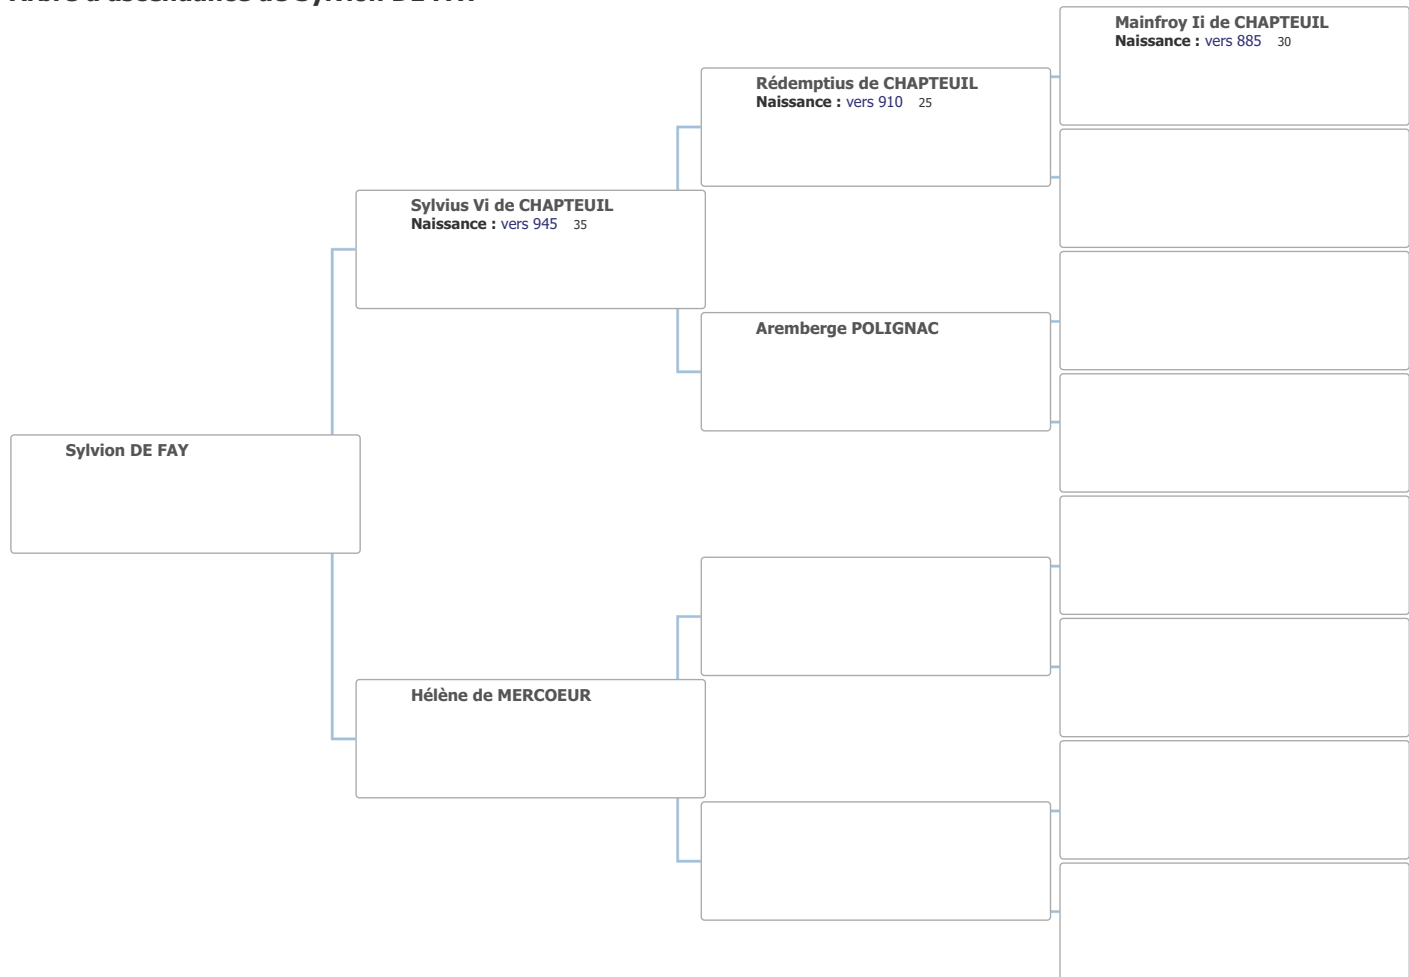 Mainfroy Ii de CHAPTEUIL
Naissance : vers 885 30
Rédemptius de CHAPTEUIL
Naissance : vers 910 25
Sylvius Vi de CHAPTEUIL
Naissance : vers 945 35
Aremberge POLIGNAC
Sylvion DE FAY
Hélène de MERCOEUR